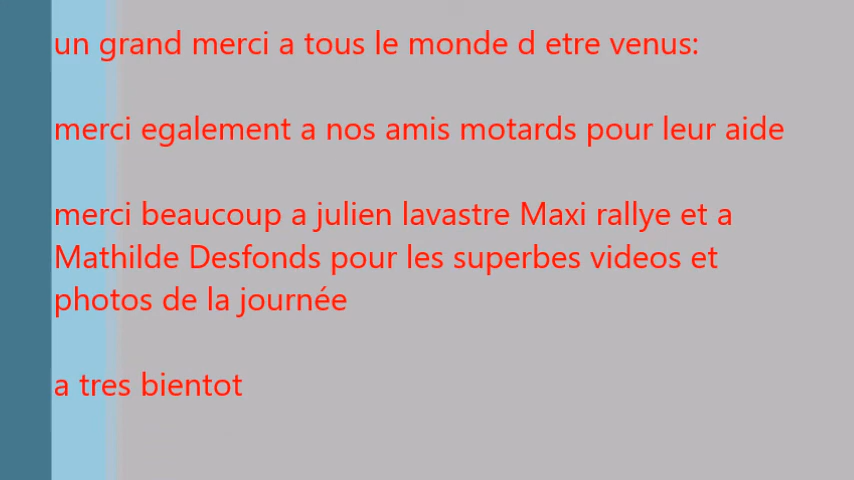 un grand merci a tous le monde d etre venus:
merci egalement a nos amis motards pour leur aide
merci beaucoup a julien lavastre Maxi rallye et a
Mathilde Desfonds pour les superbes videos et
photos de la journée
a tres bientot